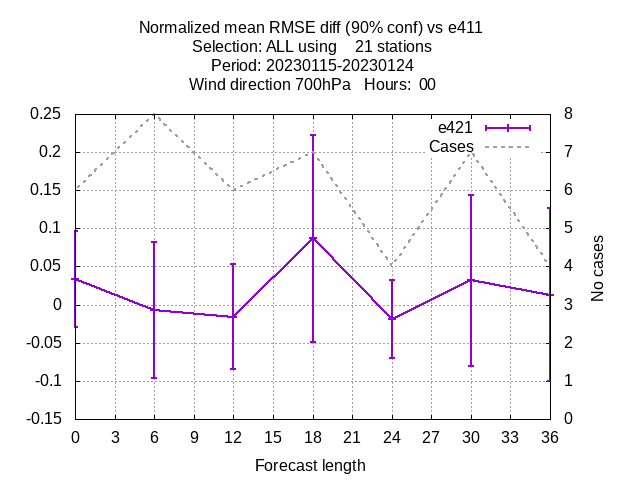 Normalized mean RMSE diff (90% conf) vs e411
Selection: ALL using    21 stations
Period: 20230115-20230124
Wind direction 700hPa   Hours:  00
e421
Cases
0.25
0.2
0.15
0.1
0.05
0
-0.05
-0.1
-0.15
8
7
6
5
4
3
2
1
0
No cases
0 3 6 9 12 15 18 21 24 27 30 33 36
Forecast length